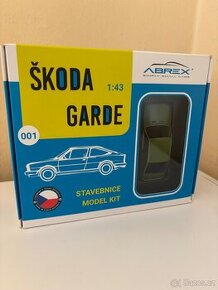 ŠKODA
1:43
GARDE
ABREX
001
STAVEBNICE
MODEL KIT